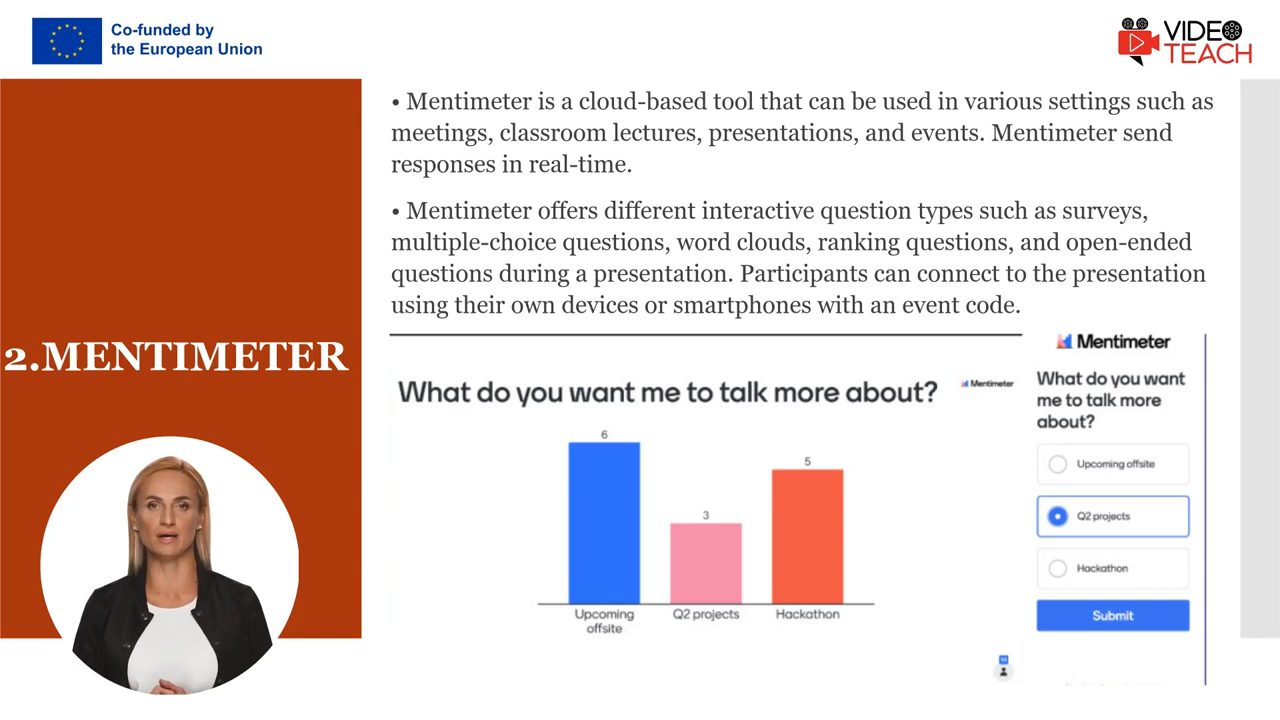 Co-funded by
the European Union
VIDEO
TEACH
• Mentimeter is a cloud-based tool that can be used in various settings such as
meetings, classroom lectures, presentations, and events. Mentimeter send
responses in real-time.
• Mentimeter offers different interactive question types such as surveys,
multiple-choice questions, word clouds, ranking questions, and open-ended
questions during a presentation. Participants can connect to the presentation
using their own devices or smartphones with an event code.
2.MENTIMETER
What do you want me to talk more about?
Mentimeter
6
3
5
Upcoming
offsite
Q2 projects
Hackathon
Mentimeter
What do you want
me to talk more
about?
Upcoming offsite
Q2 projects
Hackathon
Submit